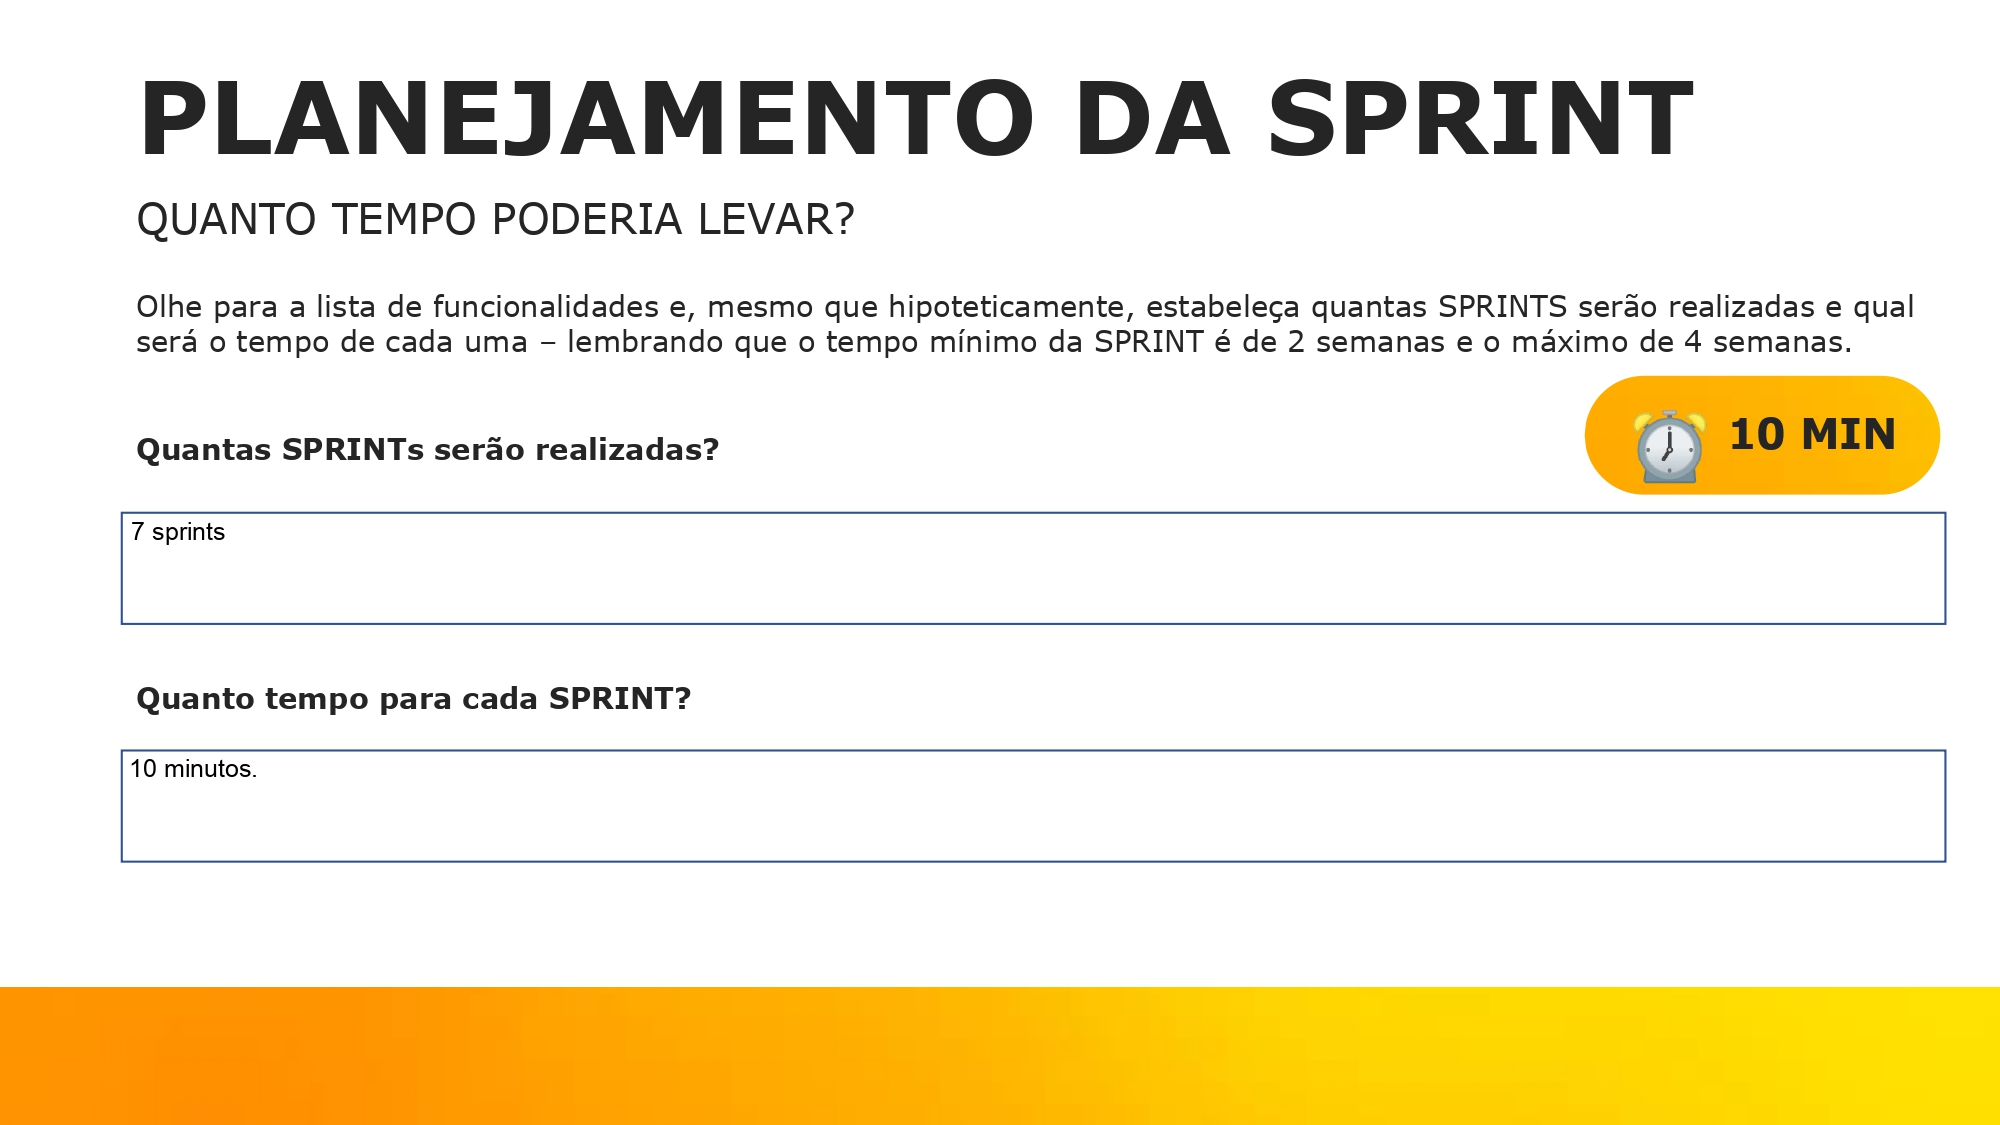 PLANEJAMENTO DA SPRINT
QUANTO TEMPO PODERIA LEVAR?
Olhe para a lista de funcionalidades e, mesmo que hipoteticamente, estabeleça quantas SPRINTS serão realizadas e qual
será o tempo de cada uma – lembrando que o tempo mínimo da SPRINT é de 2 semanas e o máximo de 4 semanas.
10 MIN
Quantas SPRINTs serão realizadas?
7 sprints
Quanto tempo para cada SPRINT?
10 minutos.